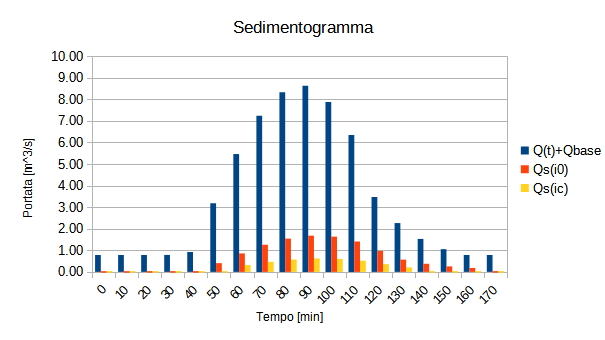 Sedimentogramma
10.00
9.00
8.00
7.00
6.00
5.00
4.00
3.00
2.00
1.00
0.00
Portata [m^3/s]
0 10 20 30 40 50 60 70 80 90 100 110 120 130 140 150 160 170
Tempo [min]
Q(t)+Qbase
Qs(i0)
Qs(ic)